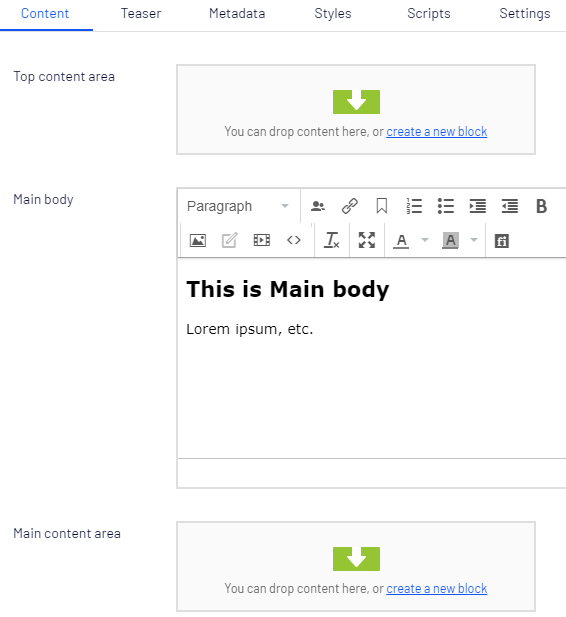 Content Teaser Metadata Styles Scripts Settings
Top content area
You can drop content here, or create a new block
Main body
Paragraph
B
A A
This is Main body
Lorem ipsum, etc.
Main content area
You can drop content here, or create a new block